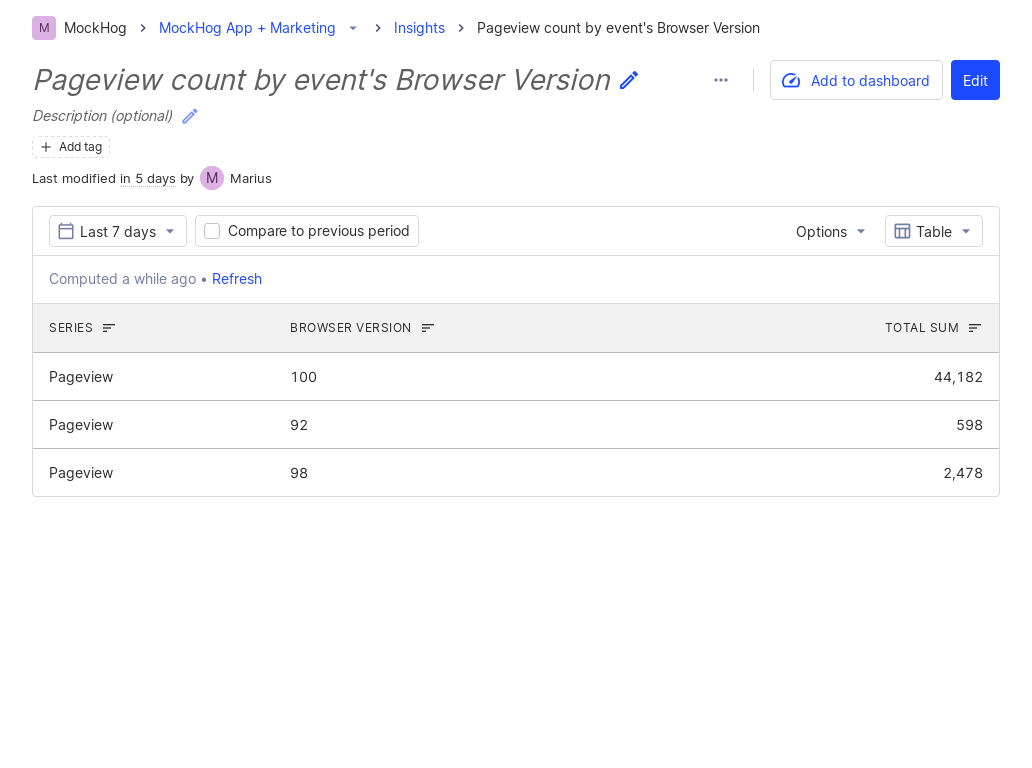 M MockHog MockHog App + Marketing Insights Pageview count by event's Browser Version
Pageview count by event's Browser Version
Add to dashboard Edit
Description (optional)
Add tag
Last modified in 5 days by M Marius
Last 7 days Compare to previous period Options Table
Computed a while ago • Refresh
SERIES BROWSER VERSION TOTAL SUM
Pageview 100 44,182
Pageview 92 598
Pageview 98 2,478